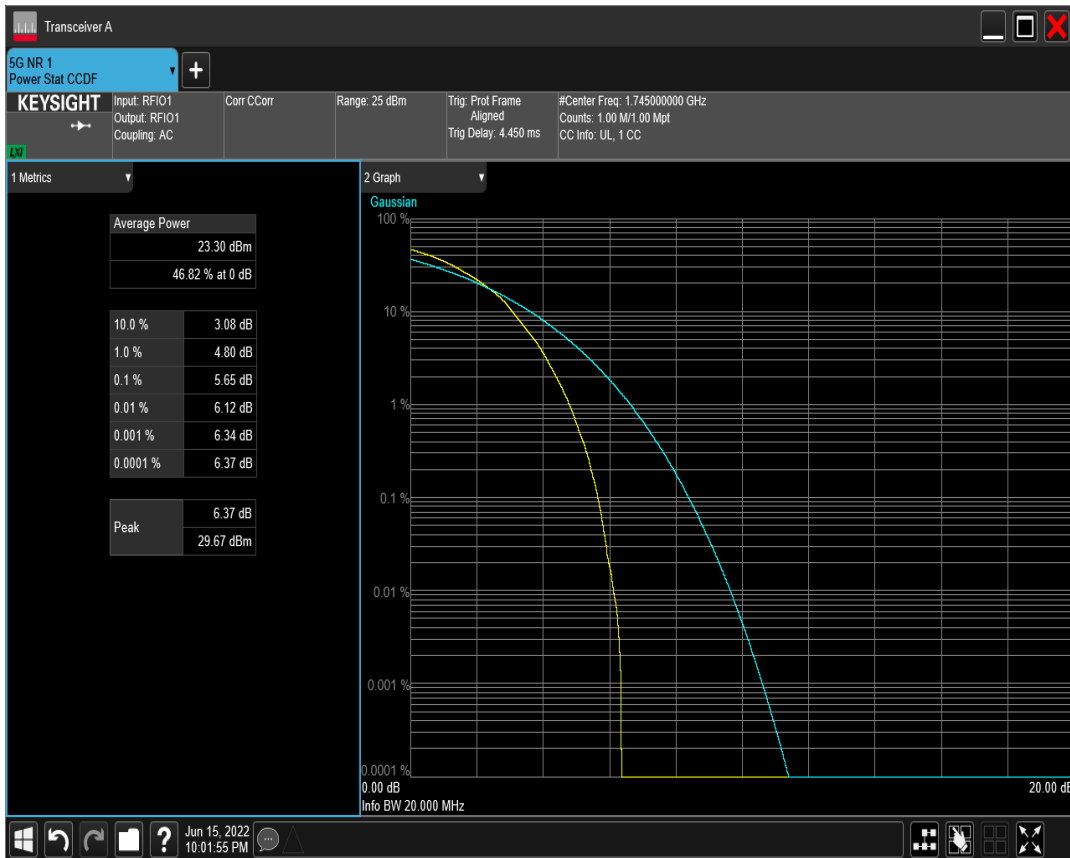 Transceiver A
5G NR 1
Power Stat CCDF
KEYSIGHT
LXI
Input: RFIO1
Output: RFIO1
Coupling: AC
Corr CCorr
Range: 25 dBm
Trig: Prot Frame
Aligned
Trig Delay: 4.450 ms
#Center Freq: 1.745000000 GHz
Counts: 1.00 M/1.00 Mpt
CC Info: UL, 1 CC
1 Metrics
Average Power
23.30 dBm
46.82 % at 0 dB
10.0 % 3.08 dB
1.0 % 4.80 dB
0.1 % 5.65 dB
0.01 % 6.12 dB
0.001 % 6.34 dB
0.0001 % 6.37 dB
Peak
6.37 dB
29.67 dBm
2 Graph
Gaussian
100 %
10 %
1 %
0.1 %
0.01 %
0.001 %
0.0001 %
0.00 dB 20.00 dB
Info BW 20.000 MHz
?
Jun 15, 2022
10:01:55 PM